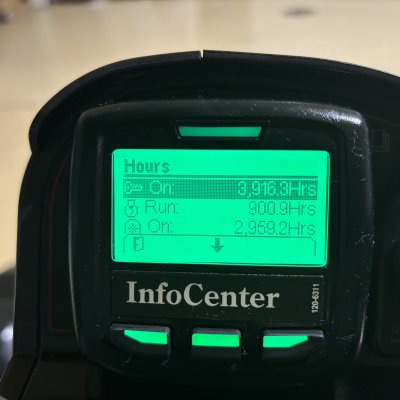 Hours
On: 3,916.3Hrs
Run: 900.9Hrs
On: 2,959.2Hrs
InfoCenter
120-6311